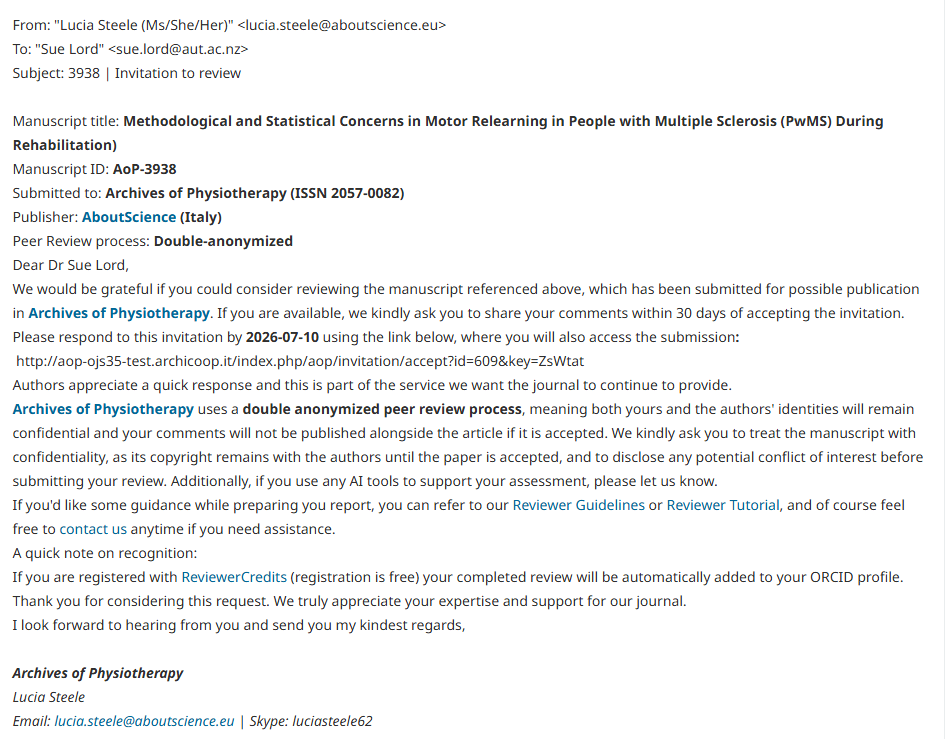 From: "Lucia Steele (Ms/She/Her)" <lucia.steele@aboutscience.eu>
To: "Sue Lord" <sue.lord@aut.ac.nz>
Subject: 3938 | Invitation to review
Manuscript title: Methodological and Statistical Concerns in Motor Relearning in People with Multiple Sclerosis (PwMS) During
Rehabilitation)
Manuscript ID: AoP-3938
Submitted to: Archives of Physiotherapy (ISSN 2057-0082)
Publisher: AboutScience (Italy)
Peer Review process: Double-anonymized
Dear Dr Sue Lord,
We would be grateful if you could consider reviewing the manuscript referenced above, which has been submitted for possible publication
in Archives of Physiotherapy. If you are available, we kindly ask you to share your comments within 30 days of accepting the invitation.
Please respond to this invitation by 2026-07-10 using the link below, where you will also access the submission:
http://aop-ojs35-test.archicoop.it/index.php/aop/invitation/accept?id=609&key=ZsWtat
Authors appreciate a quick response and this is part of the service we want the journal to continue to provide.
Archives of Physiotherapy uses a double anonymized peer review process, meaning both yours and the authors' identities will remain
confidential and your comments will not be published alongside the article if it is accepted. We kindly ask you to treat the manuscript with
confidentiality, as its copyright remains with the authors until the paper is accepted, and to disclose any potential conflict of interest before
submitting your review. Additionally, if you use any AI tools to support your assessment, please let us know.
If you'd like some guidance while preparing you report, you can refer to our Reviewer Guidelines or Reviewer Tutorial, and of course feel
free to contact us anytime if you need assistance.
A quick note on recognition:
If you are registered with ReviewerCredits (registration is free) your completed review will be automatically added to your ORCID profile.
Thank you for considering this request. We truly appreciate your expertise and support for our journal.
I look forward to hearing from you and send you my kindest regards,
Archives of Physiotherapy
Lucia Steele
Email: lucia.steele@aboutscience.eu | Skype: luciasteele62